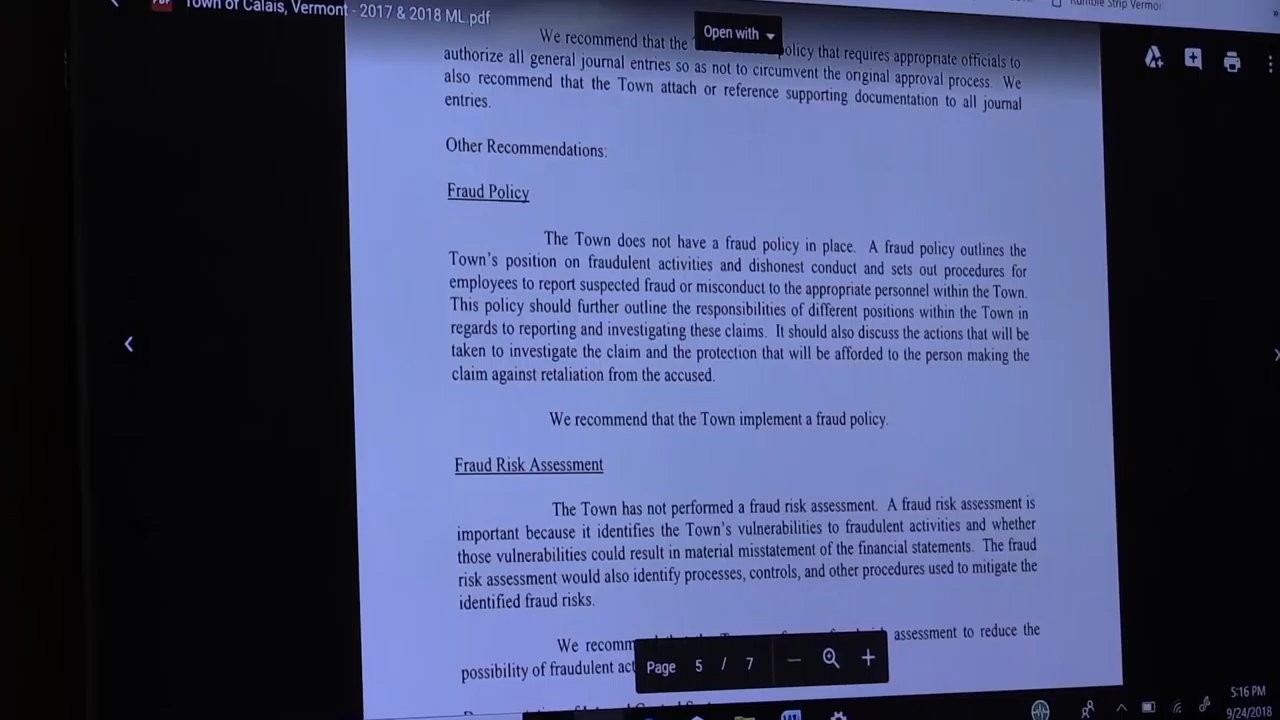 Town of Calais, Vermont - 2017 & 2018 ML.pdf
Rumble Strip Vermo
Open with
We recommend that the olicy that requires appropriate officials to
authorize all general journal entries so as not to circumvent the original approval process. We
also recommend that the Town attach or reference supporting documentation to all journal
entries.
Other Recommendations:
Fraud Policy
The Town does not have a fraud policy in place. A fraud policy outlines the
Town's position on fraudulent activities and dishonest conduct and sets out procedures for
employees to report suspected fraud or misconduct to the appropriate personnel within the Town.
This policy should further outline the responsibilities of different positions within the Town in
regards to reporting and investigating these claims. It should also discuss the actions that will be
taken to investigate the claim and the protection that will be afforded to the person making the
claim against retaliation from the accused.
We recommend that the Town implement a fraud policy.
Fraud Risk Assessment
The Town has not performed a fraud risk assessment. A fraud risk assessment is
important because it identifies the Town's vulnerabilities to fraudulent activities and whether
those vulnerabilities could result in material misstatement of the financial statements. The fraud
risk assessment would also identify processes, controls, and other procedures used to mitigate the
identified fraud risks.
We recomm assessment to reduce the
possibility of fraudulent act
Page 5 / 7
5:16 PM
9/24/2018